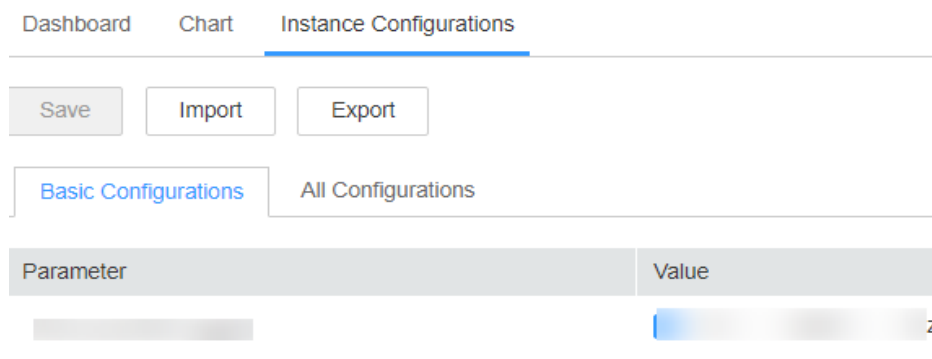 Dashboard Chart Instance Configurations
Save Import Export
Basic Configurations All Configurations
Parameter Value